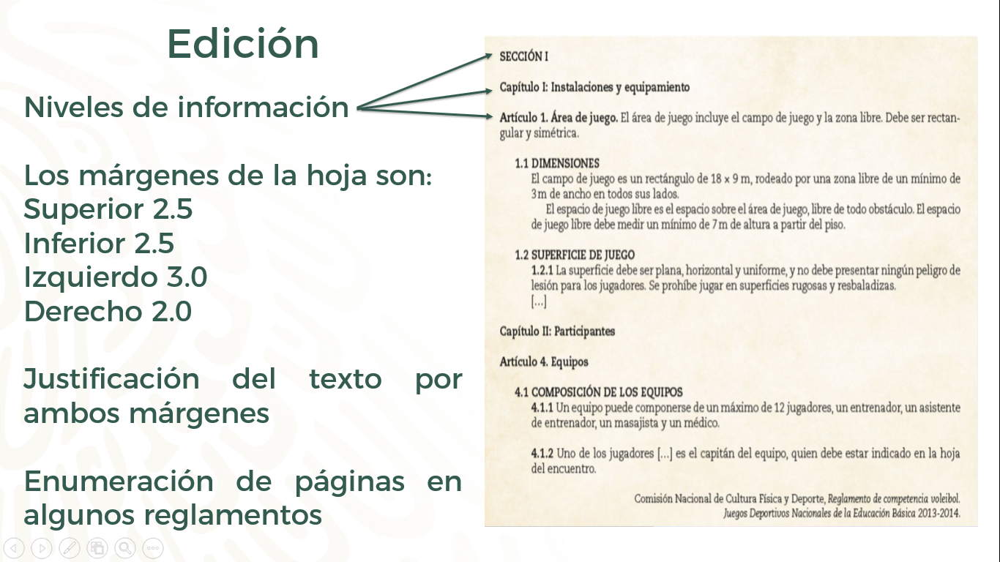 Edición
Niveles de información
Los márgenes de la hoja son:
Superior 2.5
Inferior 2.5
Izquierdo 3.0
Derecho 2.0
Justificación del texto por
ambos márgenes
Enumeración de páginas en
algunos reglamentos
SECCIÓN I
Capítulo I: Instalaciones y equipamiento
Artículo 1. Área de juego. El área de juego incluye el campo de juego y la zona libre. Debe ser rectan-
gular y simétrica.
1.1 DIMENSIONES
El campo de juego es un rectángulo de 18 × 9 m, rodeado por una zona libre de un mínimo de
3 m de ancho en todos sus lados.
El espacio de juego libre es el espacio sobre el área de juego, libre de todo obstáculo. El espacio
de juego libre debe medir un mínimo de 7 m de altura a partir del piso.
1.2 SUPERFICIE DE JUEGO
1.2.1 La superficie debe ser plana, horizontal y uniforme, y no debe presentar ningún peligro de
lesión para los jugadores. Se prohíbe jugar en superficies rugosas y resbaladizas.
[...]
Capítulo II: Participantes
Artículo 4. Equipos
4.1 COMPOSICIÓN DE LOS EQUIPOS
4.1.1 Un equipo puede componerse de un máximo de 12 jugadores, un entrenador, un asistente
de entrenador, un masajista y un médico.
4.1.2 Uno de los jugadores [...] es el capitán del equipo, quien debe estar indicado en la hoja
del encuentro.
Comisión Nacional de Cultura Física y Deporte, Reglamento de competencia voleibol.
Juegos Deportivos Nacionales de la Educación Básica 2013-2014.